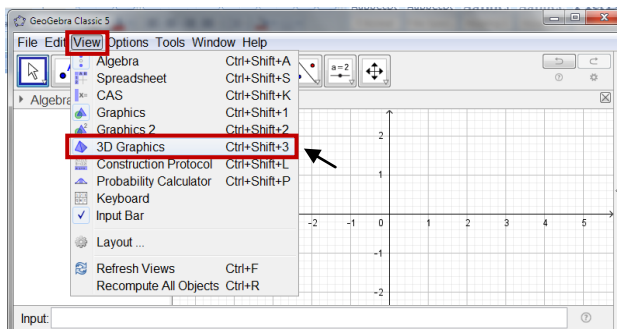 GeoGebra Classic 5
File Edit View Options Tools Window Help
Algebra Ctrl+Shift+A
Spreadsheet Ctrl+Shift+S
CAS Ctrl+Shift+K
Graphics Ctrl+Shift+1
Graphics 2 Ctrl+Shift+2
3D Graphics Ctrl+Shift+3
Construction Protocol Ctrl+Shift+L
Probability Calculator Ctrl+Shift+P
Keyboard
Input Bar
Layout ...
Refresh Views Ctrl+F
Recompute All Objects Ctrl+R
a=2
Algebra
2
1
-2 -1 0 1 2 3 4 5
-1
-2
Input: